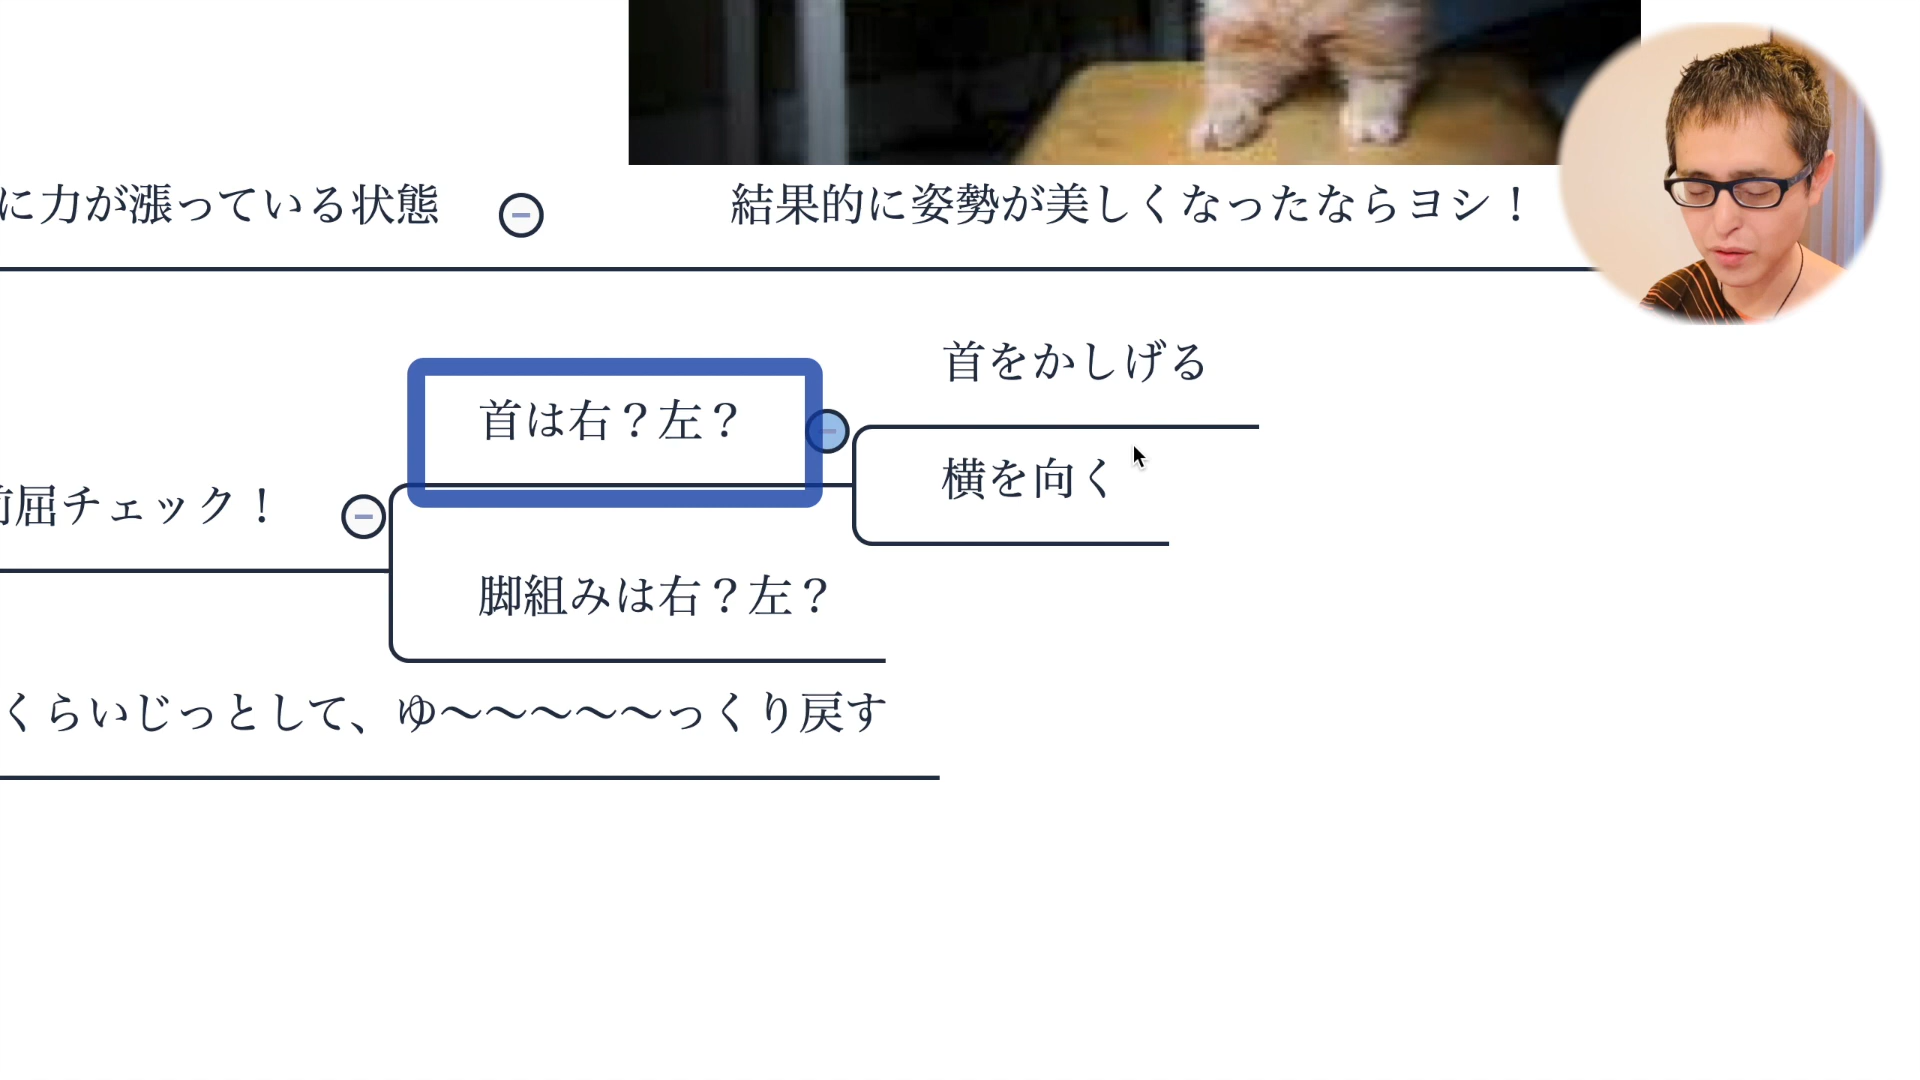 に力が漲っている状態
結果的に姿勢が美しくなったならヨシ！
首をかしげる
首は右？左？
横を向く
前屈チェック！
脚組みは右？左？
くらいじっとして、ゆ〜〜〜〜〜っくり戻す